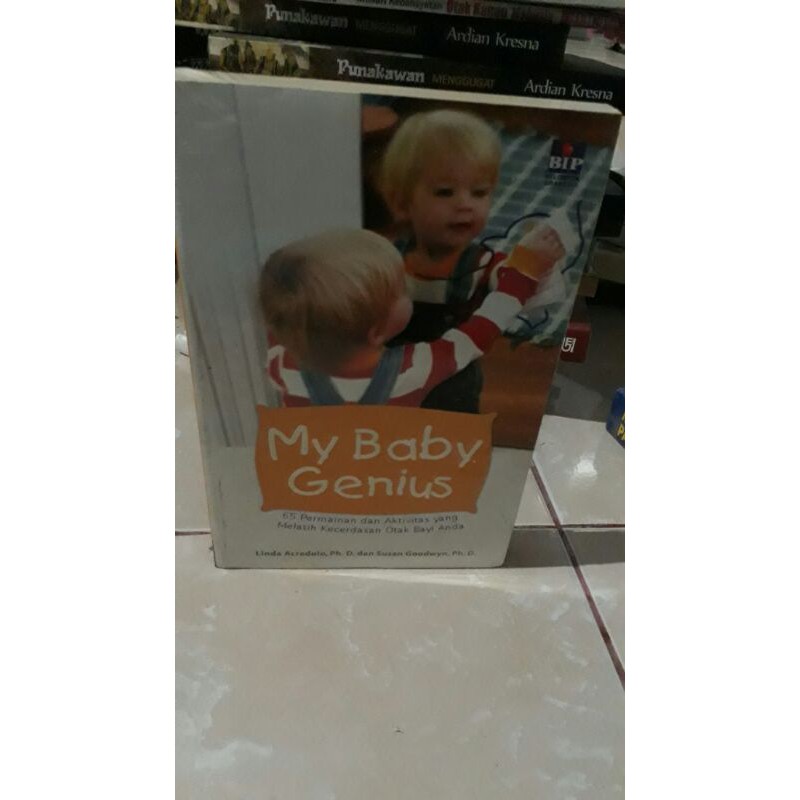 Punakawan MENGGUGAT Ardian Kresna
Punakawan MENGGUGAT Ardian Kresna
BIP
My Baby
Genius
65 Permainan dan Aktivitas yang
Melatih Kecerdasan Otak Bayi Anda
Linda Acredolo, Ph. D. dan Susan Goodwyn, Ph. D.